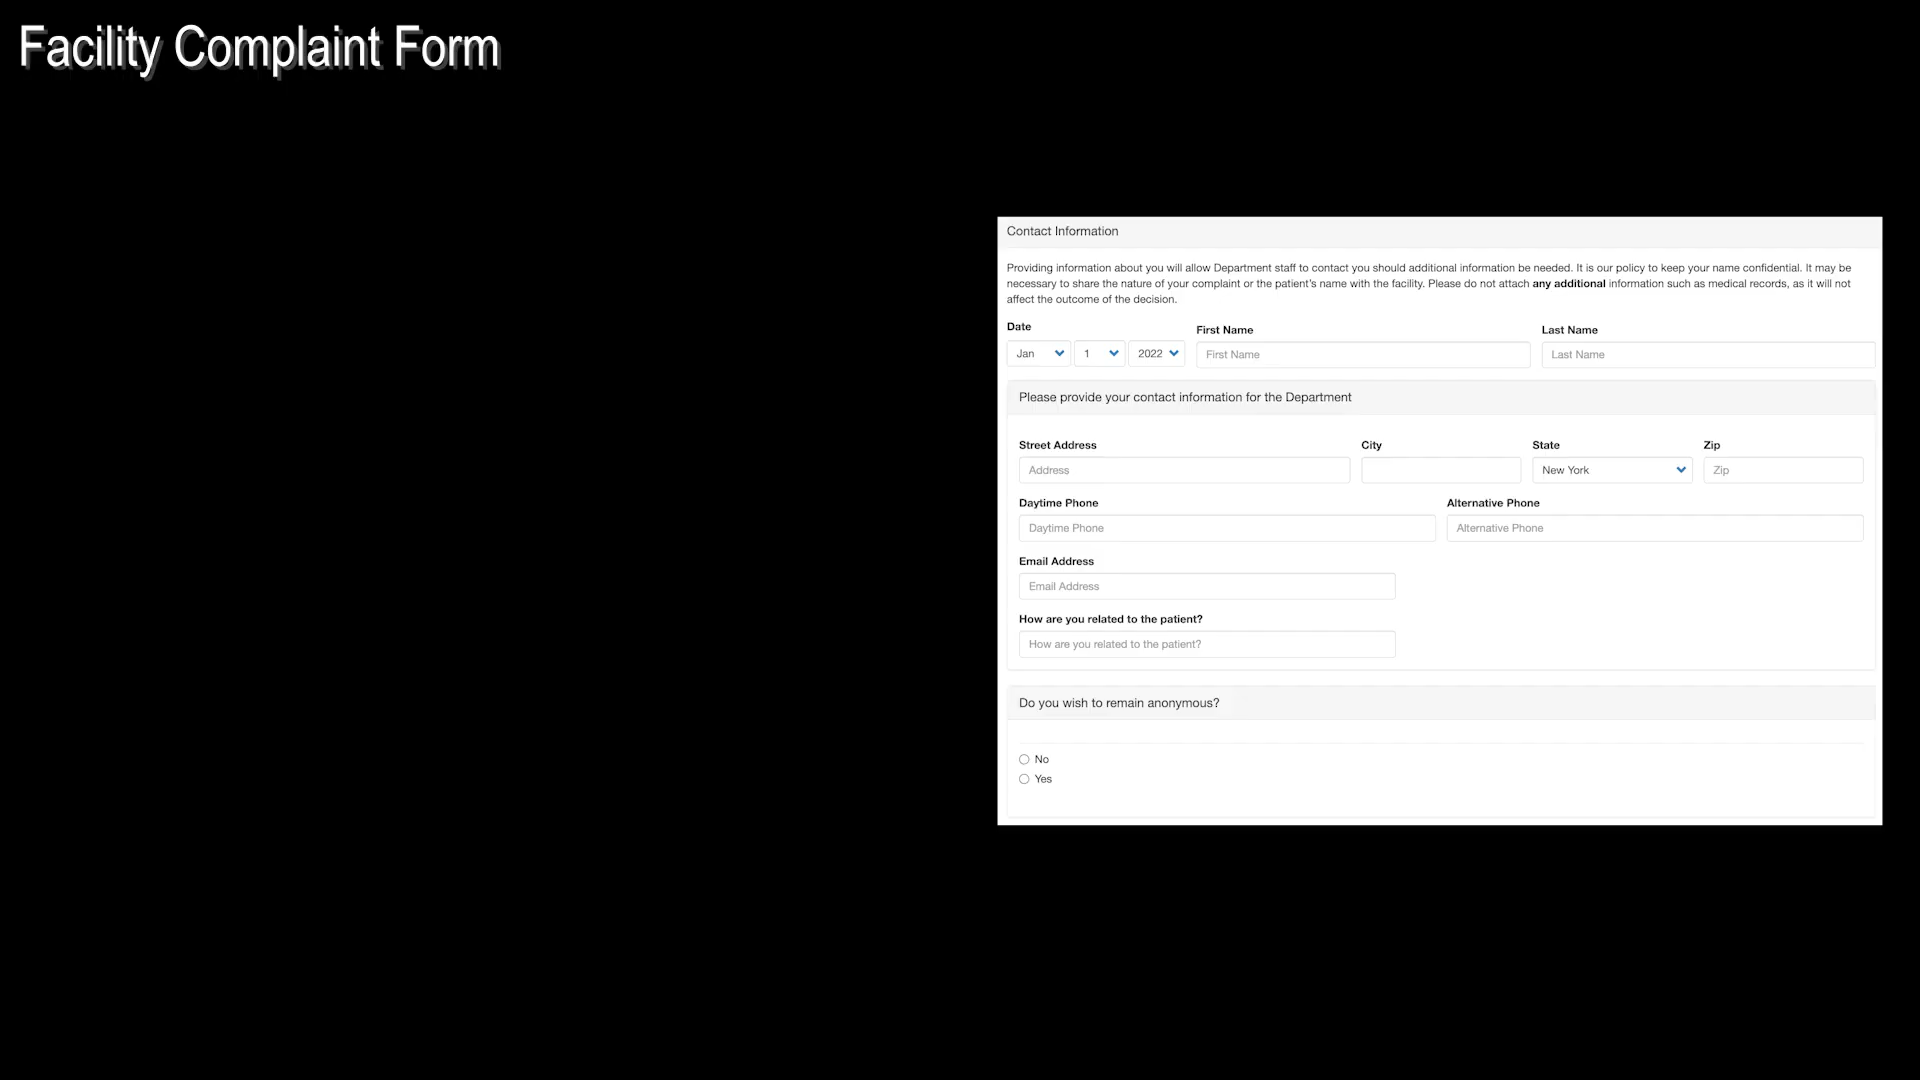 Facility Complaint Form
Contact Information
Providing information about you will allow Department staff to contact you should additional information be needed. It is our policy to keep your name confidential. It may be
necessary to share the nature of your complaint or the patient's name with the facility. Please do not attach any additional information such as medical records, as it will not
affect the outcome of the decision.
Date First Name Last Name
Jan 1 2022 First Name Last Name
Please provide your contact information for the Department
Street Address City State Zip
Address New York Zip
Daytime Phone Alternative Phone
Daytime Phone Alternative Phone
Email Address
Email Address
How are you related to the patient?
How are you related to the patient?
Do you wish to remain anonymous?
No
Yes